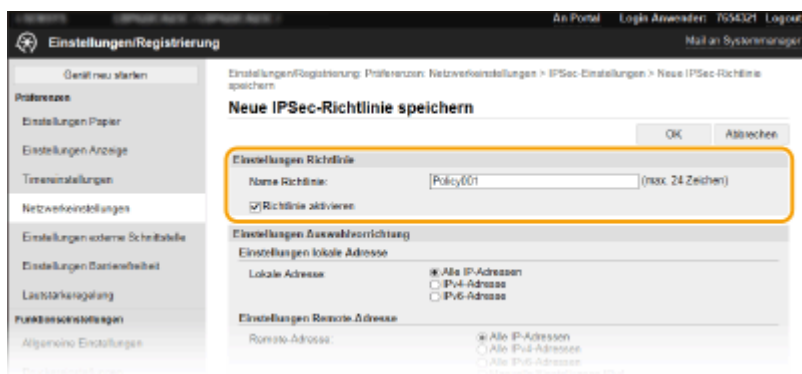 An Portal Login Anwender: 7654321 Logout
Einstellungen/Registrierung
Mail an Systemmanager
Gerät neu starten
Einstellungen/Registrierung: Präferenzen: Netzwerkeinstellungen > IPSec-Einstellungen > Neue IPSec-Richtlinie
speichern
Präferenzen
Neue IPSec-Richtlinie speichern
Einstellungen Papier
OK Abbrechen
Einstellungen Anzeige
Einstellungen Richtlinie
Timereinstellungen
Name Richtlinie: Policy001 (max. 24 Zeichen)
Netzwerkeinstellungen
Richtlinie aktivieren
Einstellungen externe Schnittstelle
Einstellungen Auswahlvorrichtung
Einstellungen lokale Adresse
Einstellungen Barrierefreiheit
Lokale Adresse: Alle IP-Adressen
IPv4-Adresse
Lautstärkeregelung
IPv6-Adresse
Funktionseinstellungen
Einstellungen Remote-Adresse
Allgemeine Einstellungen
Remote-Adresse: Alle IP-Adressen
Alle IPv4-Adressen
Alle IPv6-Adressen